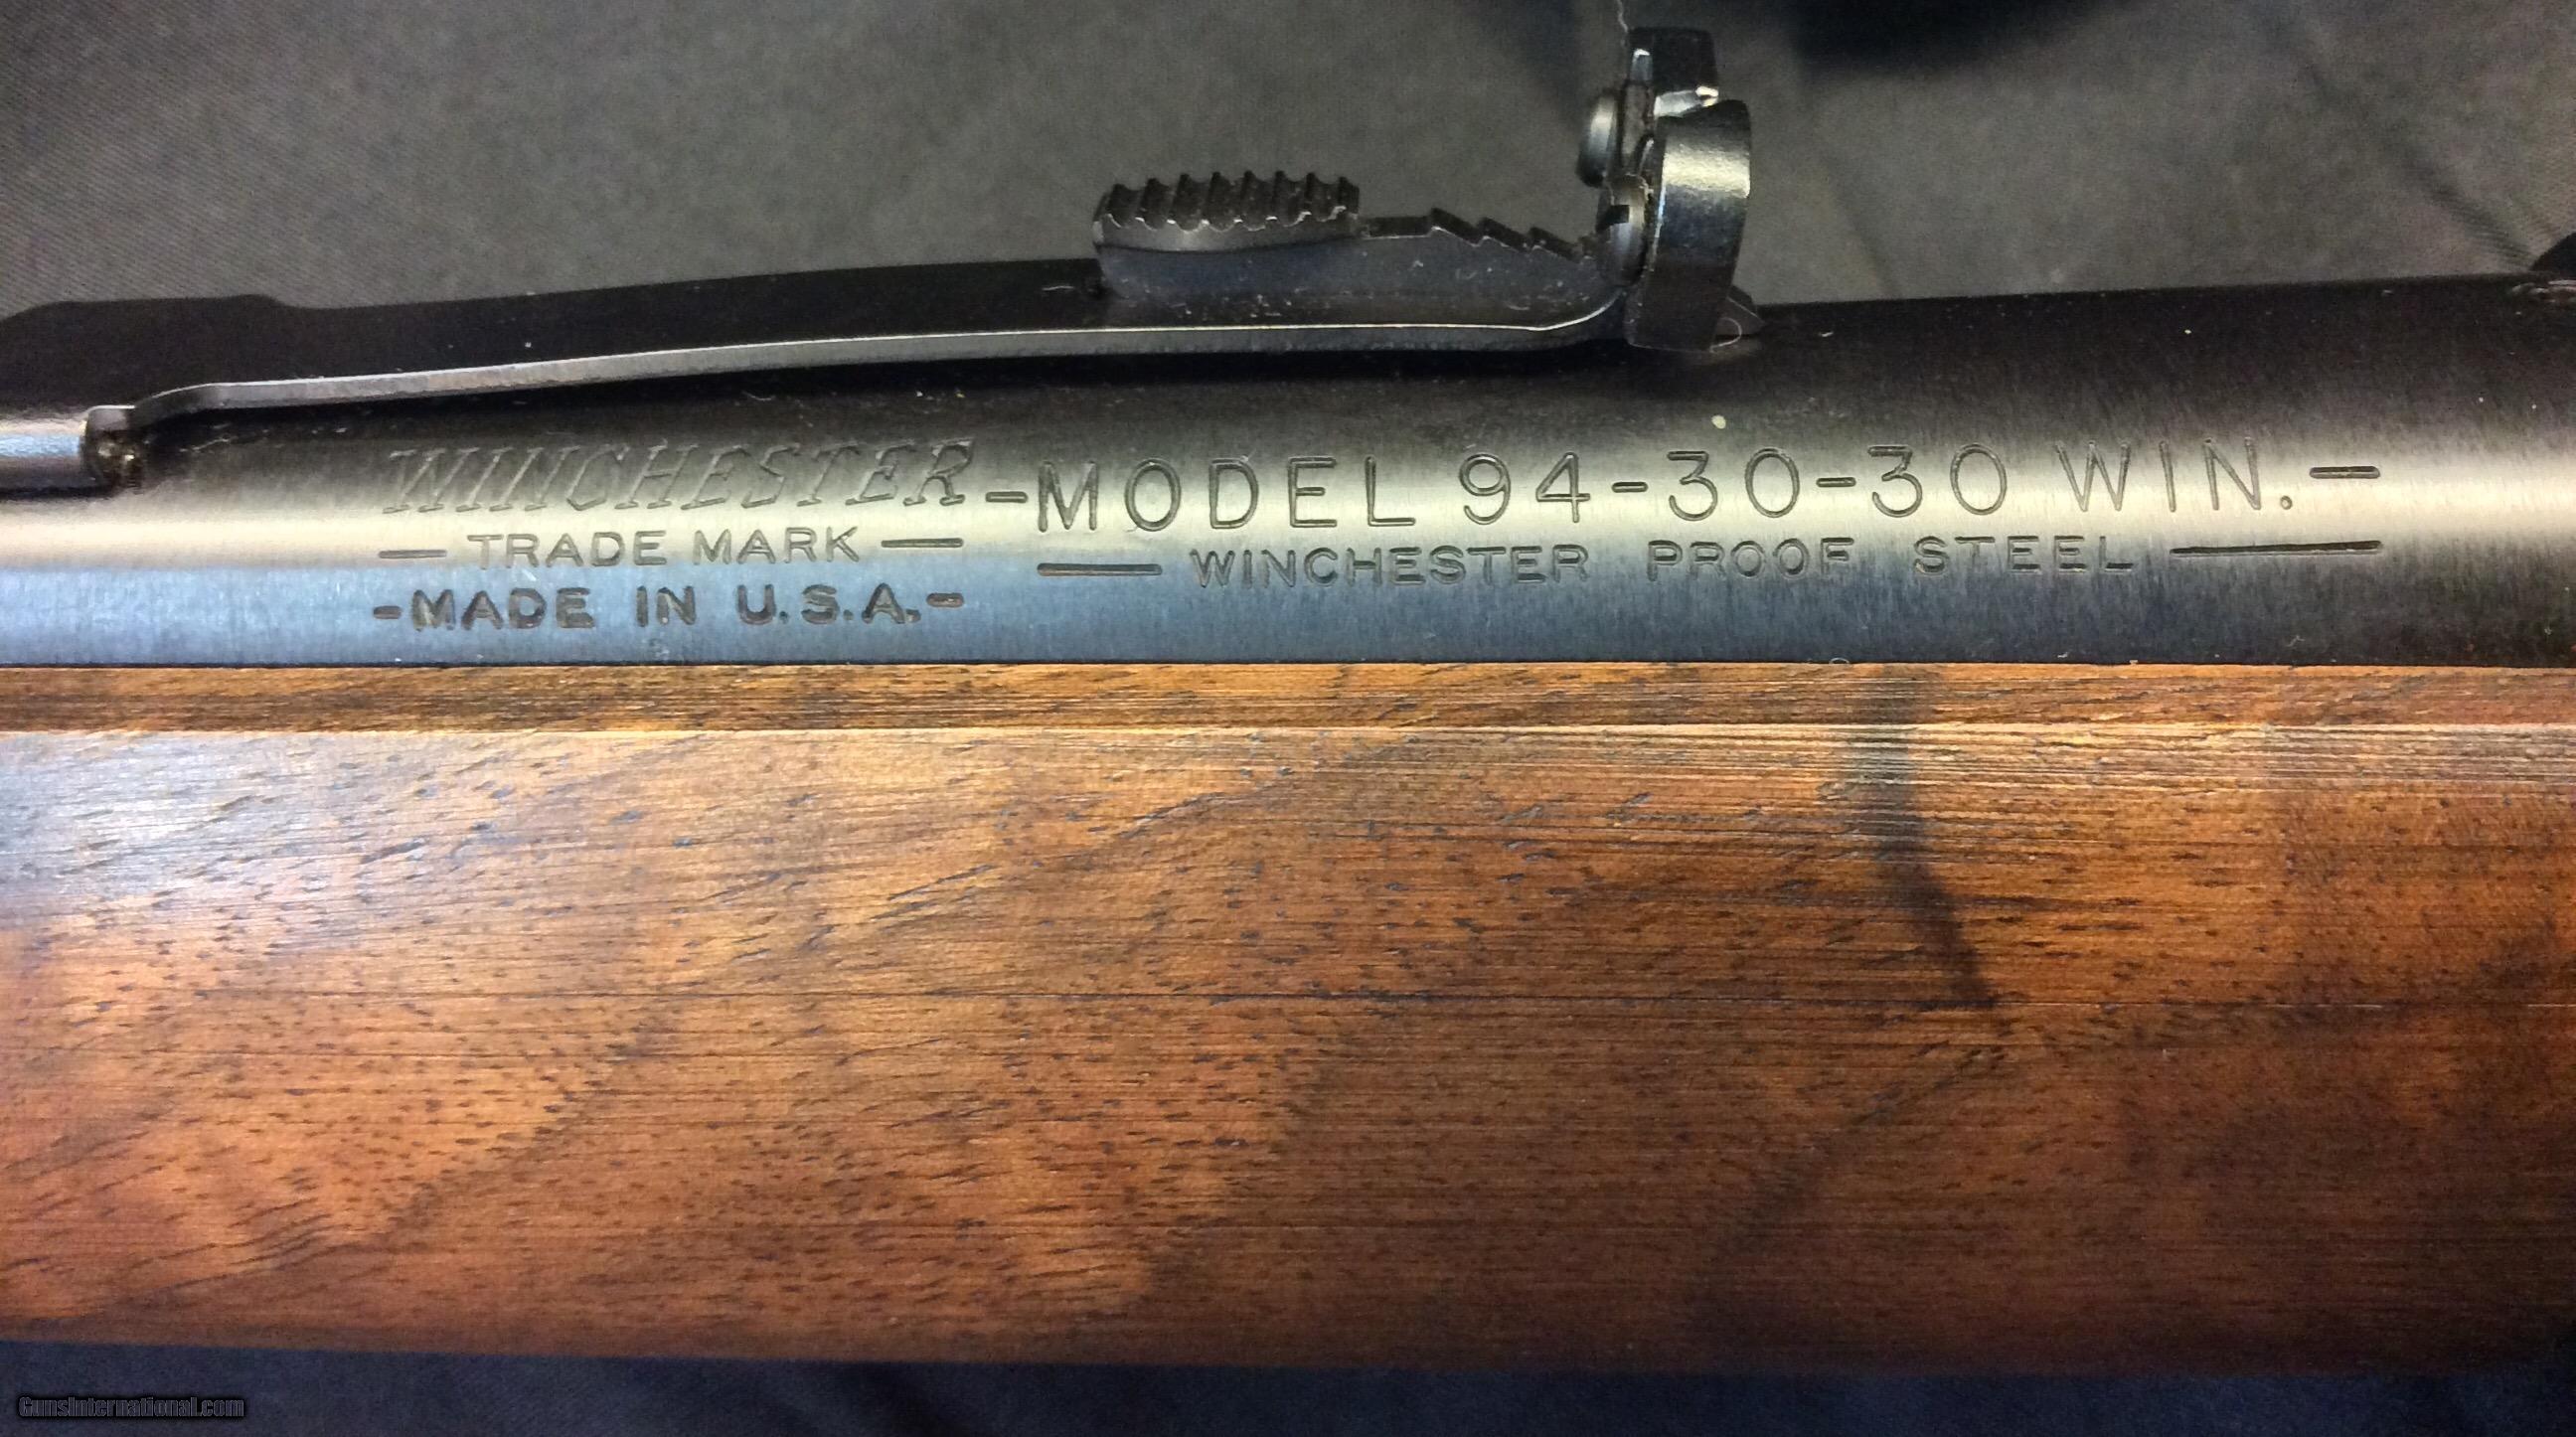 WINCHESTER
-MODEL 94-30-30 WIN.-
— TRADE MARK —
— WINCHESTER PROOF STEEL —
-MADE IN U.S.A.-
GunsInternational.com